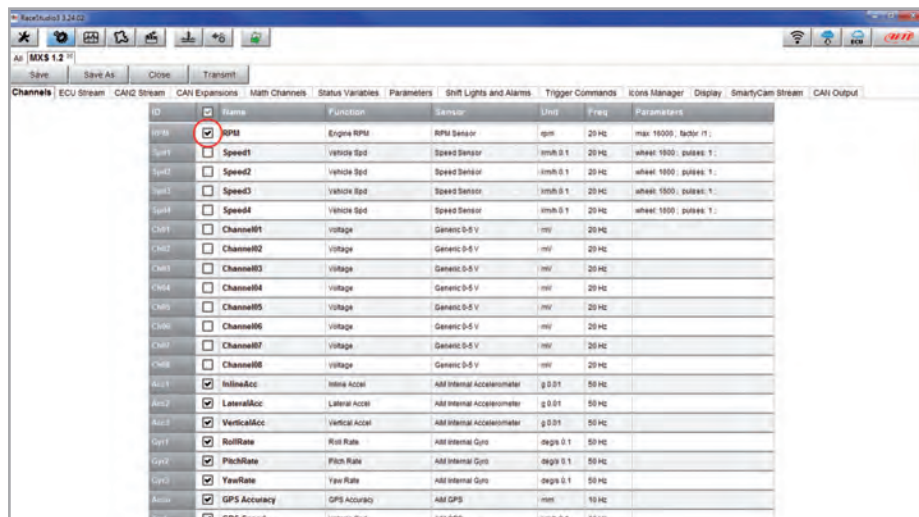 RaceStudio3 3.24.02
ECU
AiM
All MXS 1.2
Save Save As Close Transmit
Channels ECU Stream CAN2 Stream CAN Expansions Math Channels Status Variables Parameters Shift Lights and Alarms Trigger Commands Icons Manager Display SmartyCam Stream CAN Output
ID Name Function Sensor Unit Freq Parameters
RPM RPM Engine RPM RPM Sensor rpm 20 Hz max: 16000 ; factor: /1 ;
Spd1 Speed1 Vehicle Spd Speed Sensor km/h 0.1 20 Hz wheel: 1600 ; pulses: 1 ;
Spd2 Speed2 Vehicle Spd Speed Sensor km/h 0.1 20 Hz wheel: 1600 ; pulses: 1 ;
Spd3 Speed3 Vehicle Spd Speed Sensor km/h 0.1 20 Hz wheel: 1600 ; pulses: 1 ;
Spd4 Speed4 Vehicle Spd Speed Sensor km/h 0.1 20 Hz wheel: 1600 ; pulses: 1 ;
Ch01 Channel01 Voltage Generic 0-5 V mV 20 Hz
Ch02 Channel02 Voltage Generic 0-5 V mV 20 Hz
Ch03 Channel03 Voltage Generic 0-5 V mV 20 Hz
Ch04 Channel04 Voltage Generic 0-5 V mV 20 Hz
Ch05 Channel05 Voltage Generic 0-5 V mV 20 Hz
Ch06 Channel06 Voltage Generic 0-5 V mV 20 Hz
Ch07 Channel07 Voltage Generic 0-5 V mV 20 Hz
Ch08 Channel08 Voltage Generic 0-5 V mV 20 Hz
Acc1 InlineAcc Inline Accel AiM Internal Accelerometer g 0.01 50 Hz
Acc2 LateralAcc Lateral Accel AiM Internal Accelerometer g 0.01 50 Hz
Acc3 VerticalAcc Vertical Accel AiM Internal Accelerometer g 0.01 50 Hz
Gyr1 RollRate Roll Rate AiM Internal Gyro deg/s 0.1 50 Hz
Gyr2 PitchRate Pitch Rate AiM Internal Gyro deg/s 0.1 50 Hz
Gyr3 YawRate Yaw Rate AiM Internal Gyro deg/s 0.1 50 Hz
Accu GPS Accuracy GPS Accuracy AiM GPS mm 10 Hz